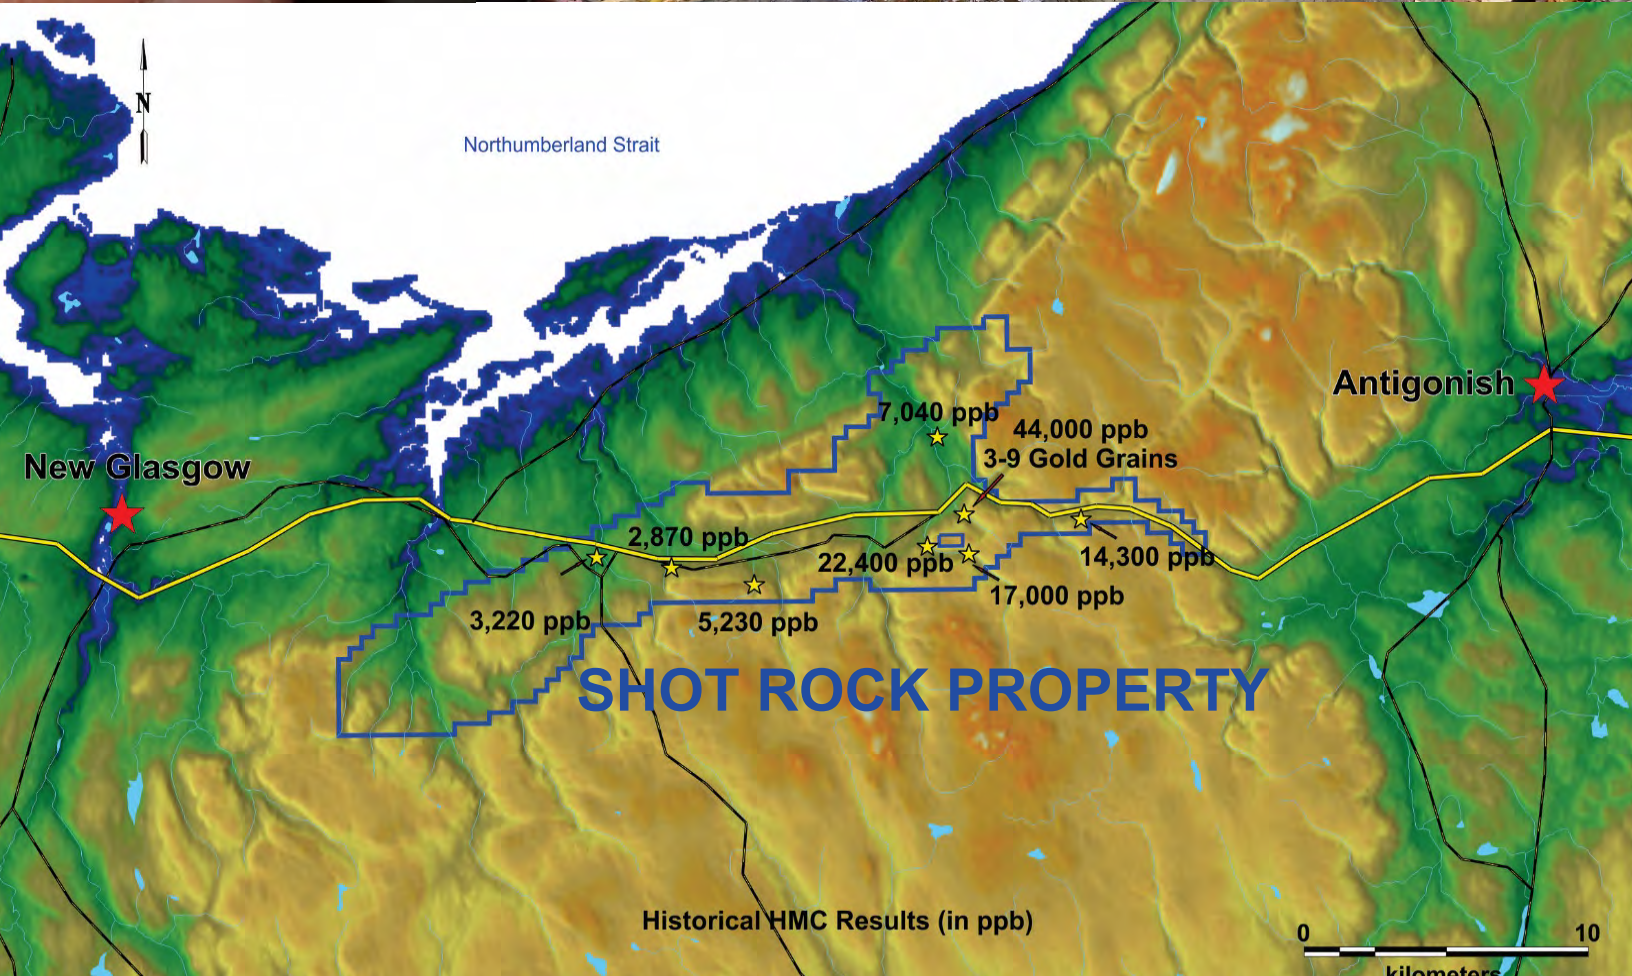 N
Northumberland Strait
Antigonish
7,040 ppb
44,000 ppb
3-9 Gold Grains
New Glasgow
2,870 ppb
22,400 ppb
14,300 ppb
17,000 ppb
3,220 ppb
5,230 ppb
SHOT ROCK PROPERTY
Historical HMC Results (in ppb)
0 10
kilometers